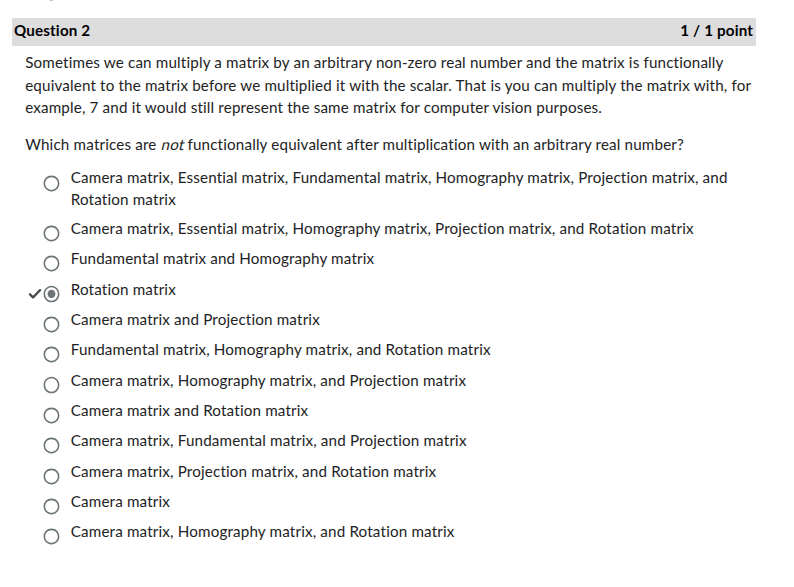 Question 2 1 / 1 point
Sometimes we can multiply a matrix by an arbitrary non-zero real number and the matrix is functionally
equivalent to the matrix before we multiplied it with the scalar. That is you can multiply the matrix with, for
example, 7 and it would still represent the same matrix for computer vision purposes.
Which matrices are not functionally equivalent after multiplication with an arbitrary real number?
Camera matrix, Essential matrix, Fundamental matrix, Homography matrix, Projection matrix, and
Rotation matrix
Camera matrix, Essential matrix, Homography matrix, Projection matrix, and Rotation matrix
Fundamental matrix and Homography matrix
Rotation matrix
Camera matrix and Projection matrix
Fundamental matrix, Homography matrix, and Rotation matrix
Camera matrix, Homography matrix, and Projection matrix
Camera matrix and Rotation matrix
Camera matrix, Fundamental matrix, and Projection matrix
Camera matrix, Projection matrix, and Rotation matrix
Camera matrix
Camera matrix, Homography matrix, and Rotation matrix